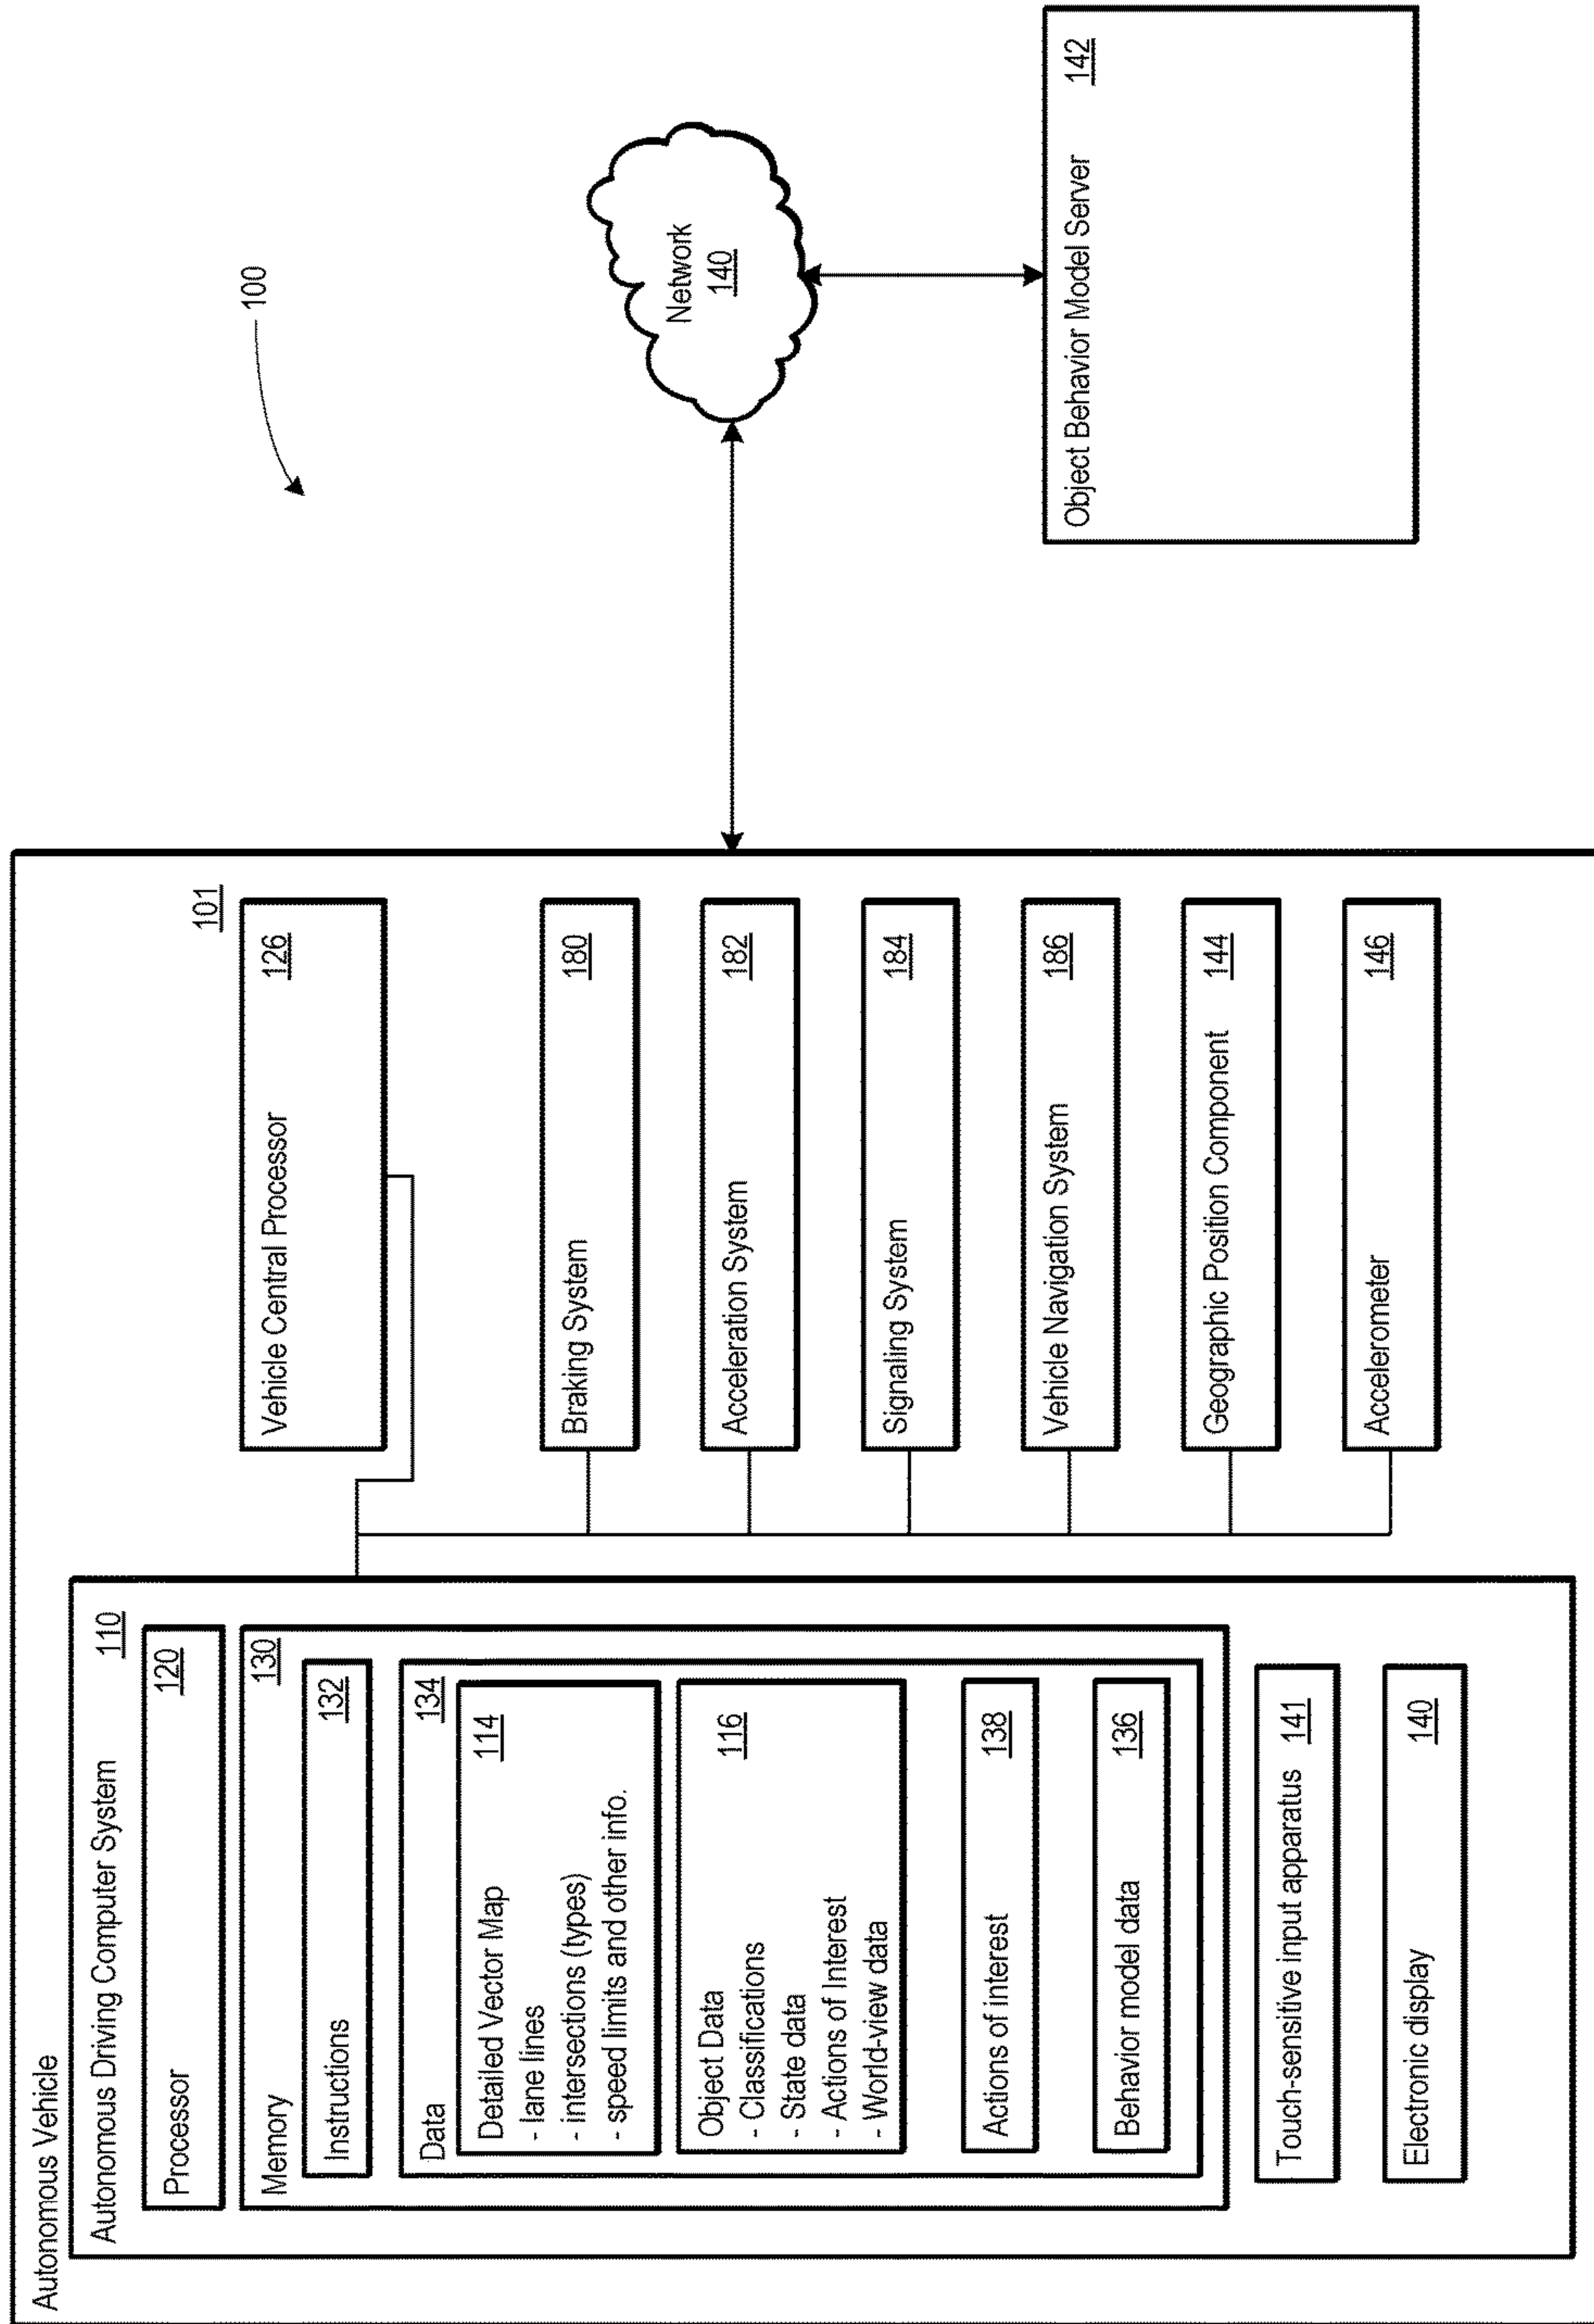 Autonomous Vehicle
Autonomous Driving Computer System 110
Processor 120
Memory 130
Instructions 132
Data 134
Detailed Vector Map 114
- lane lines
- intersections (types)
- speed limits and other info.
Object Data 116
- Classifications
- State data
- Actions of Interest
- World-view data
Actions of interest 138
Behavior model data 136
Touch-sensitive input apparatus 141
Electronic display 140
101
Vehicle Central Processor 126
Braking System 180
Acceleration System 182
Signaling System 184
Vehicle Navigation System 186
Geographic Position Component 144
Accelerometer 146
100
Network
140
Object Behavior Model Server 142